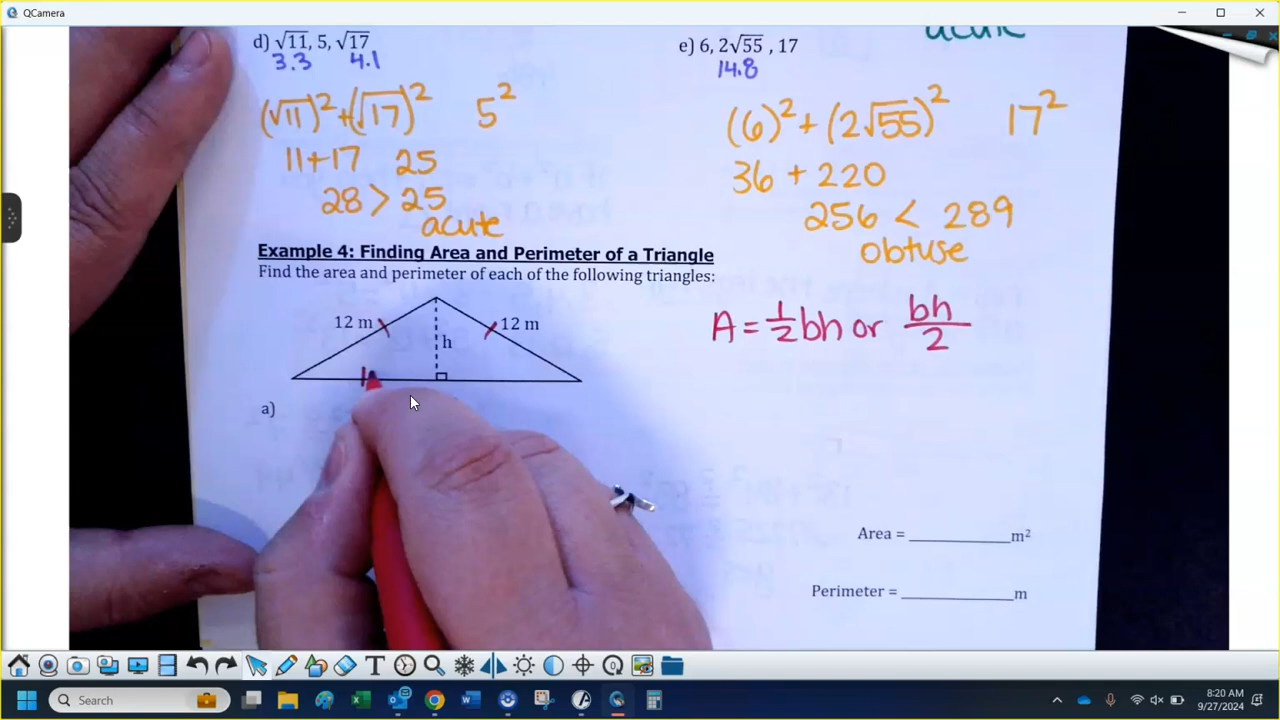 QCamera
d) √11, 5, √17
3.3 4.1
(√11)² + (√17)² 5²
11+17 25
28 > 25
acute
acute
e) 6, 2√55 , 17
14.8
(6)² + (2√55)² 17²
36 + 220
256 < 289
obtuse
Example 4: Finding Area and Perimeter of a Triangle
Find the area and perimeter of each of the following triangles:
12 m 12 m
h
a)
A = ½bh or bh/2
Area = __________ m²
Perimeter = __________ m
Search
8:20 AM
9/27/2024